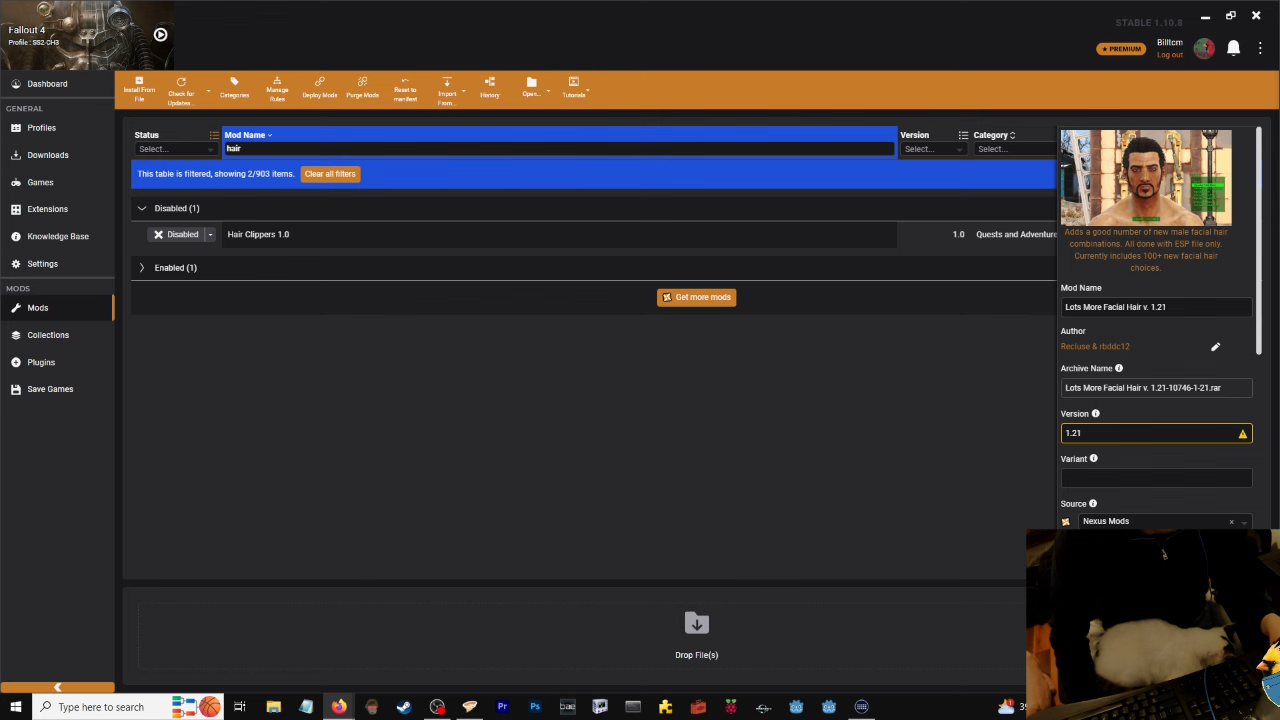 STABLE 1.10.8
Fallout 4
Profile : SS2-CH3
PREMIUM
Billtcm
Log out
Dashboard
GENERAL
Profiles
Downloads
Games
Extensions
Knowledge Base
Settings
MODS
Mods
Collections
Plugins
Save Games
Install From File
Check for Updates...
Categories
Manage Rules
Deploy Mods
Purge Mods
Reset to manifest
Import From...
History
Open...
Tutorials
Status
Mod Name
Version
Category
Select...
hair
Select...
Select...
This table is filtered, showing 2/903 items.
Clear all filters
Disabled (1)
Disabled
Hair Clippers 1.0
1.0
Quests and Adventure
Enabled (1)
Get more mods
Drop File(s)
Adds a good number of new male facial hair
combinations. All done with ESP file only.
Currently includes 100+ new facial hair
choices.
Mod Name
Lots More Facial Hair v. 1.21
Author
Recluse & rbddc12
Archive Name
Lots More Facial Hair v. 1.21-10746-1-21.rar
Version
1.21
Variant
Source
Nexus Mods
Type here to search
Pr
Ps
bae